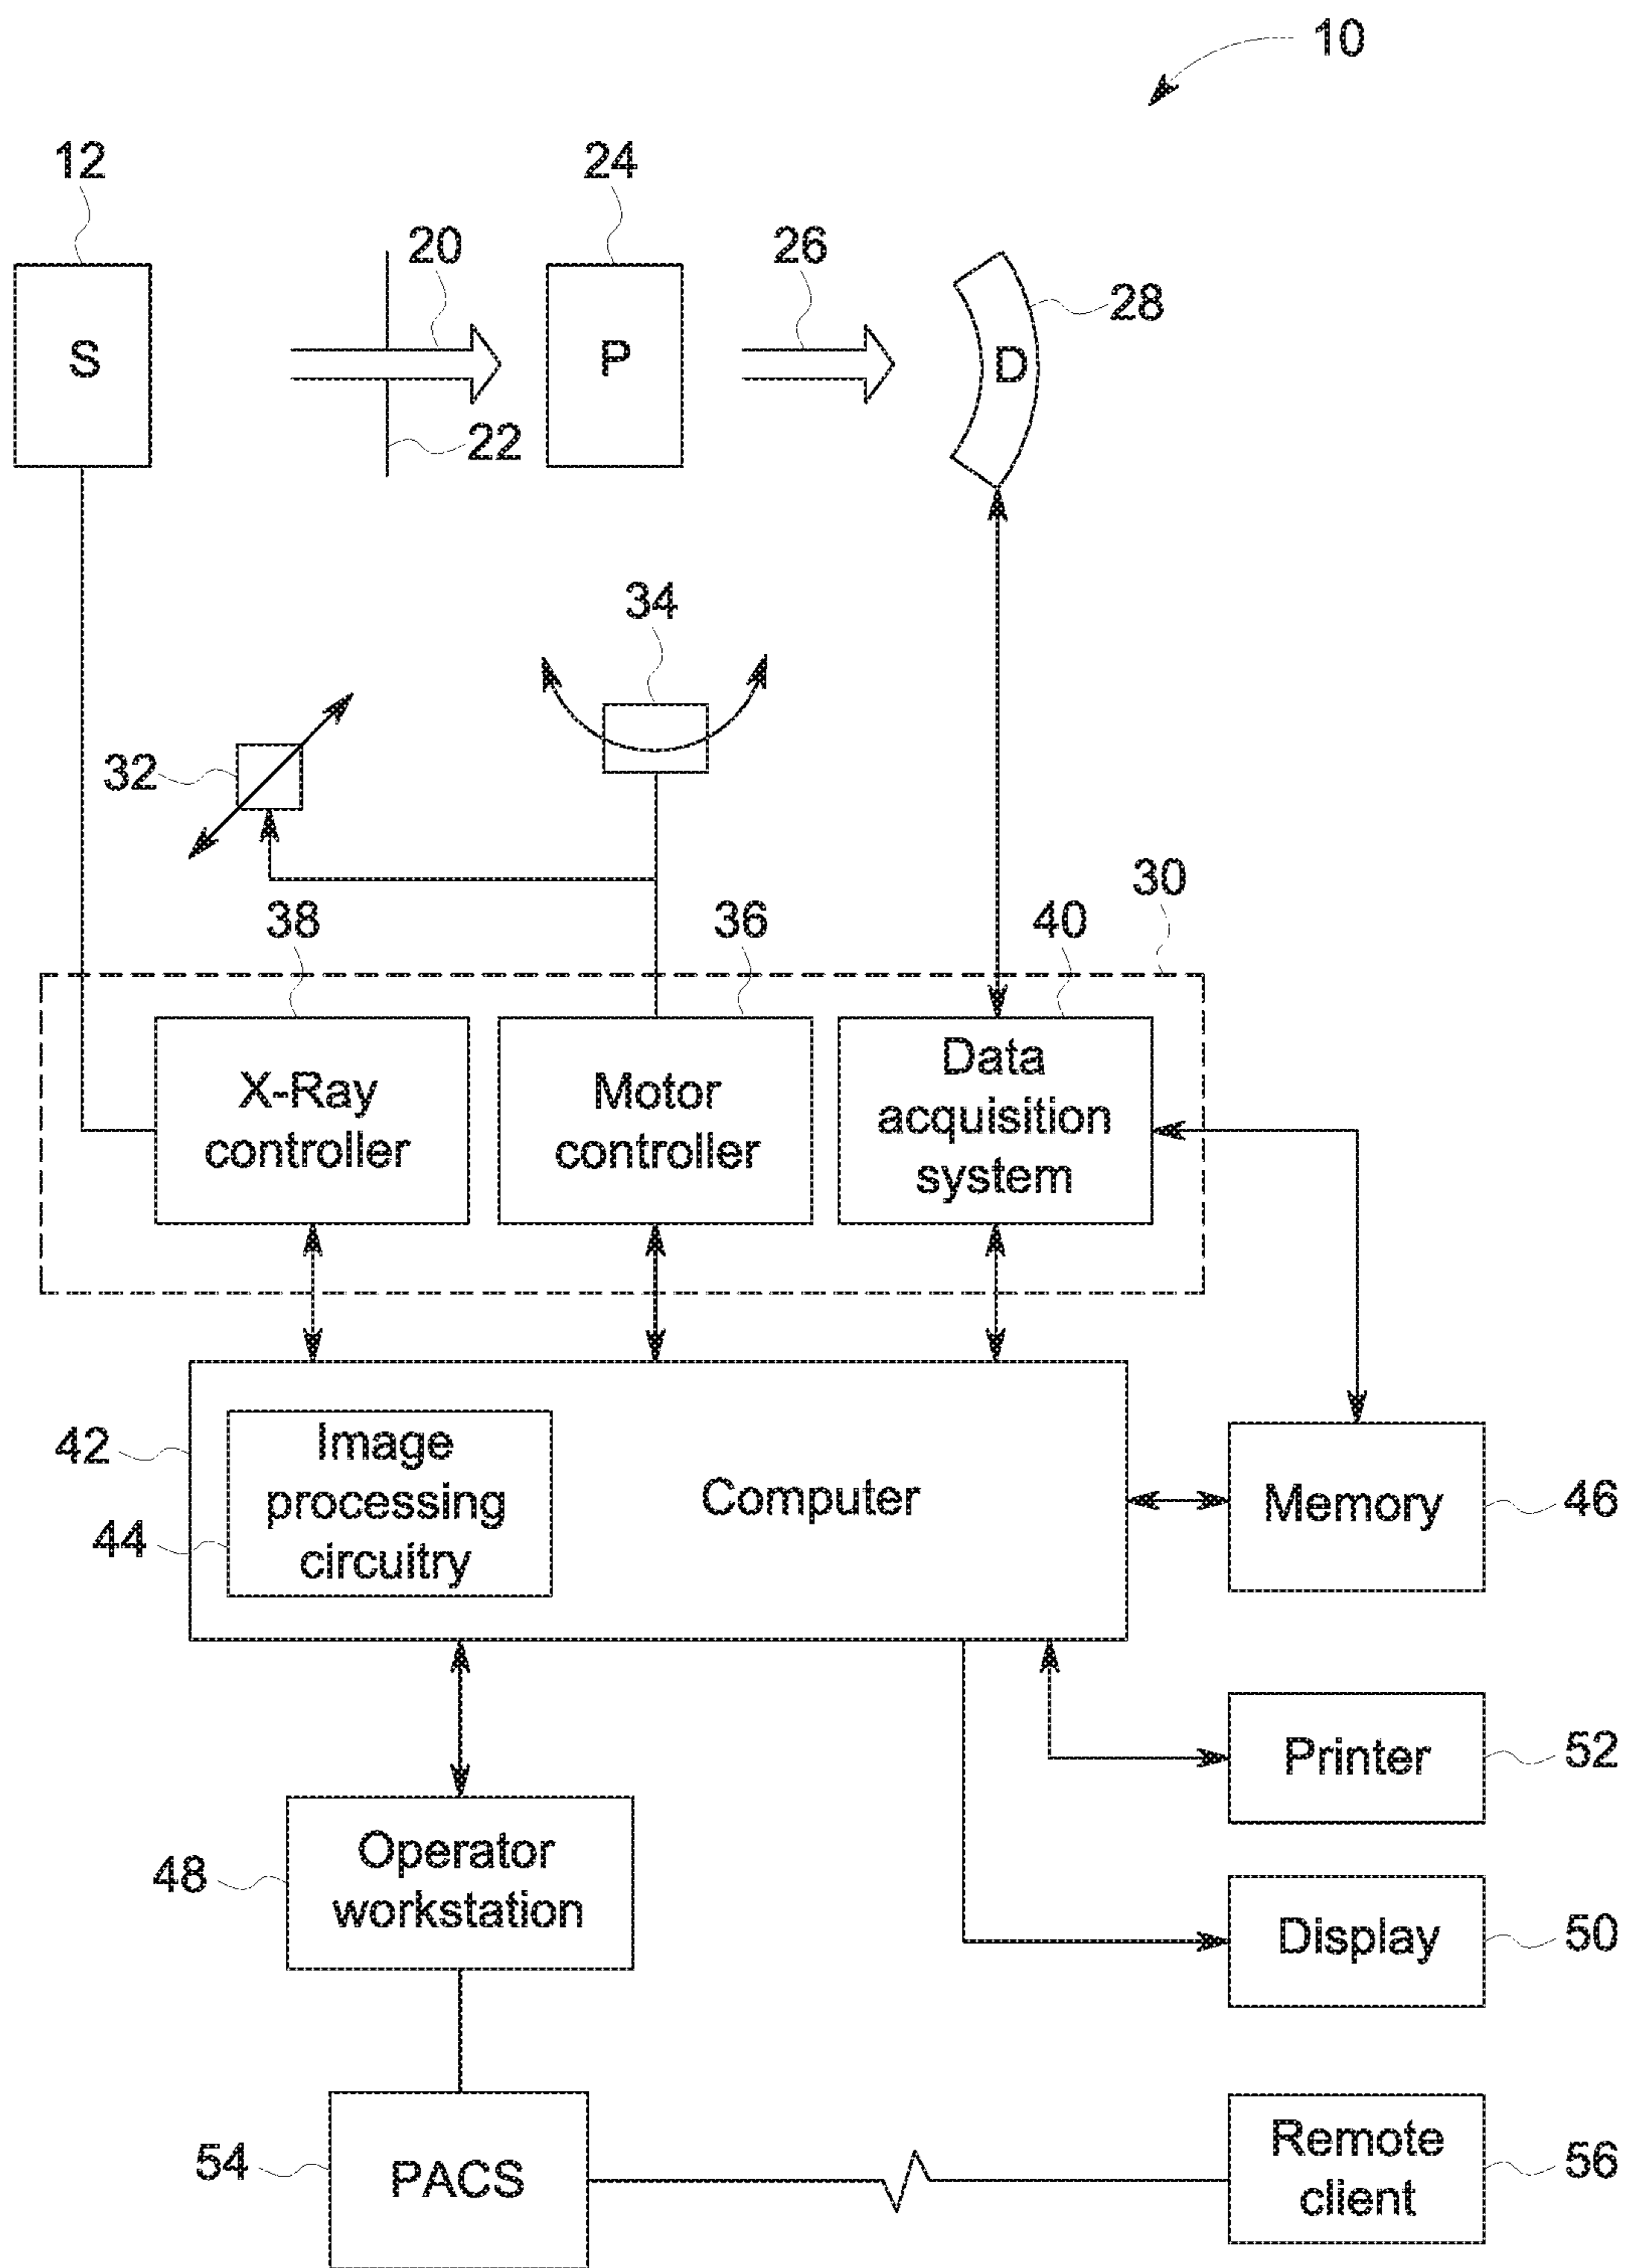 10
12
24
20
26
28
S
P
D
22
34
32
30
38
36
40
X-Ray
controller
Motor
controller
Data
acquisition
system
42
Image
processing
circuitry
44
Computer
Memory
46
Printer
52
48
Operator
workstation
Display
50
54
PACS
Remote
client
56